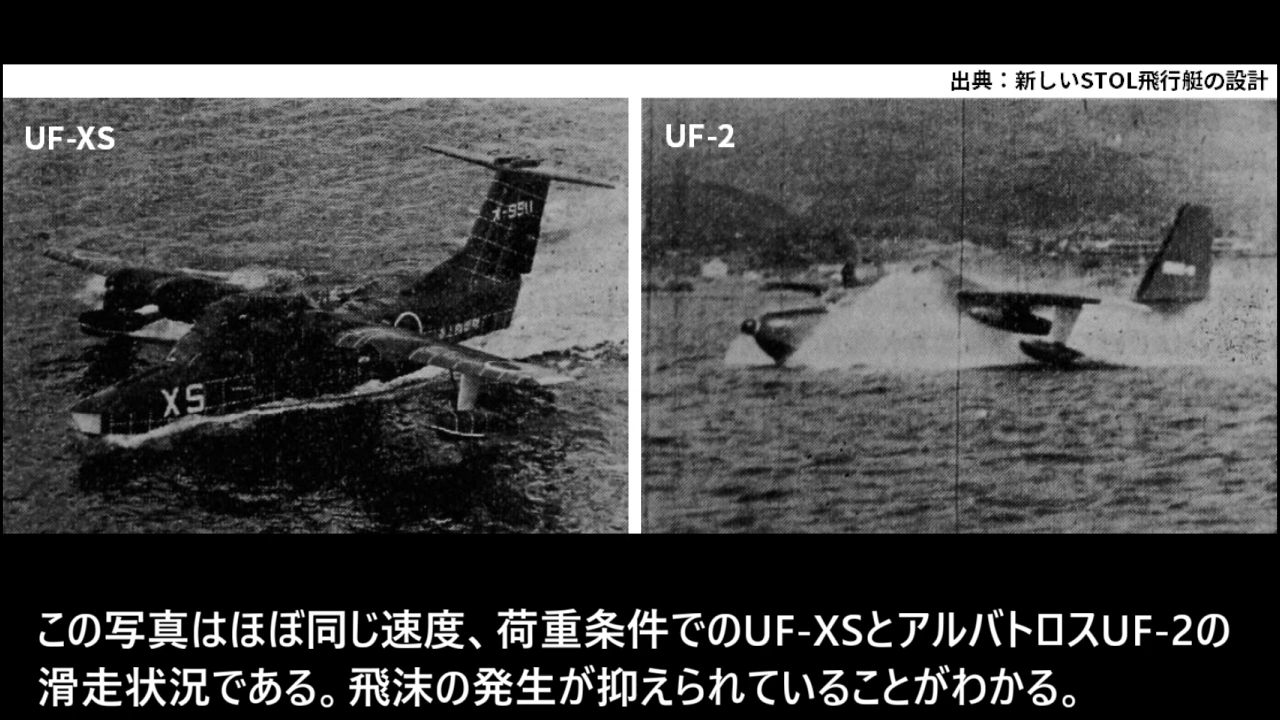 出典：新しいSTOL飛行艇の設計
UF-XS
UF-2
XS
この写真はほぼ同じ速度、荷重条件でのUF-XSとアルバトロスUF-2の
滑走状況である。飛沫の発生が抑えられていることがわかる。